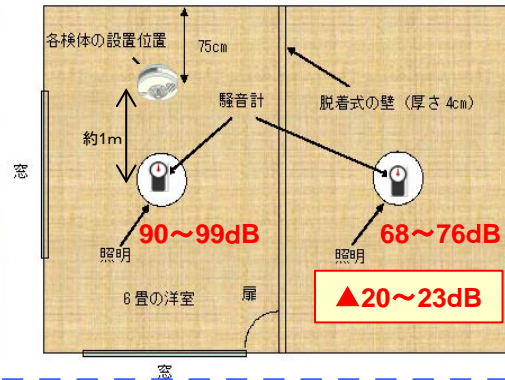 各検体の設置位置
75cm
騒音計
脱着式の壁（厚さ4cm）
約1m
窓
90～99dB
68～76dB
照明
照明
▲20～23dB
6畳の洋室
扉
窓